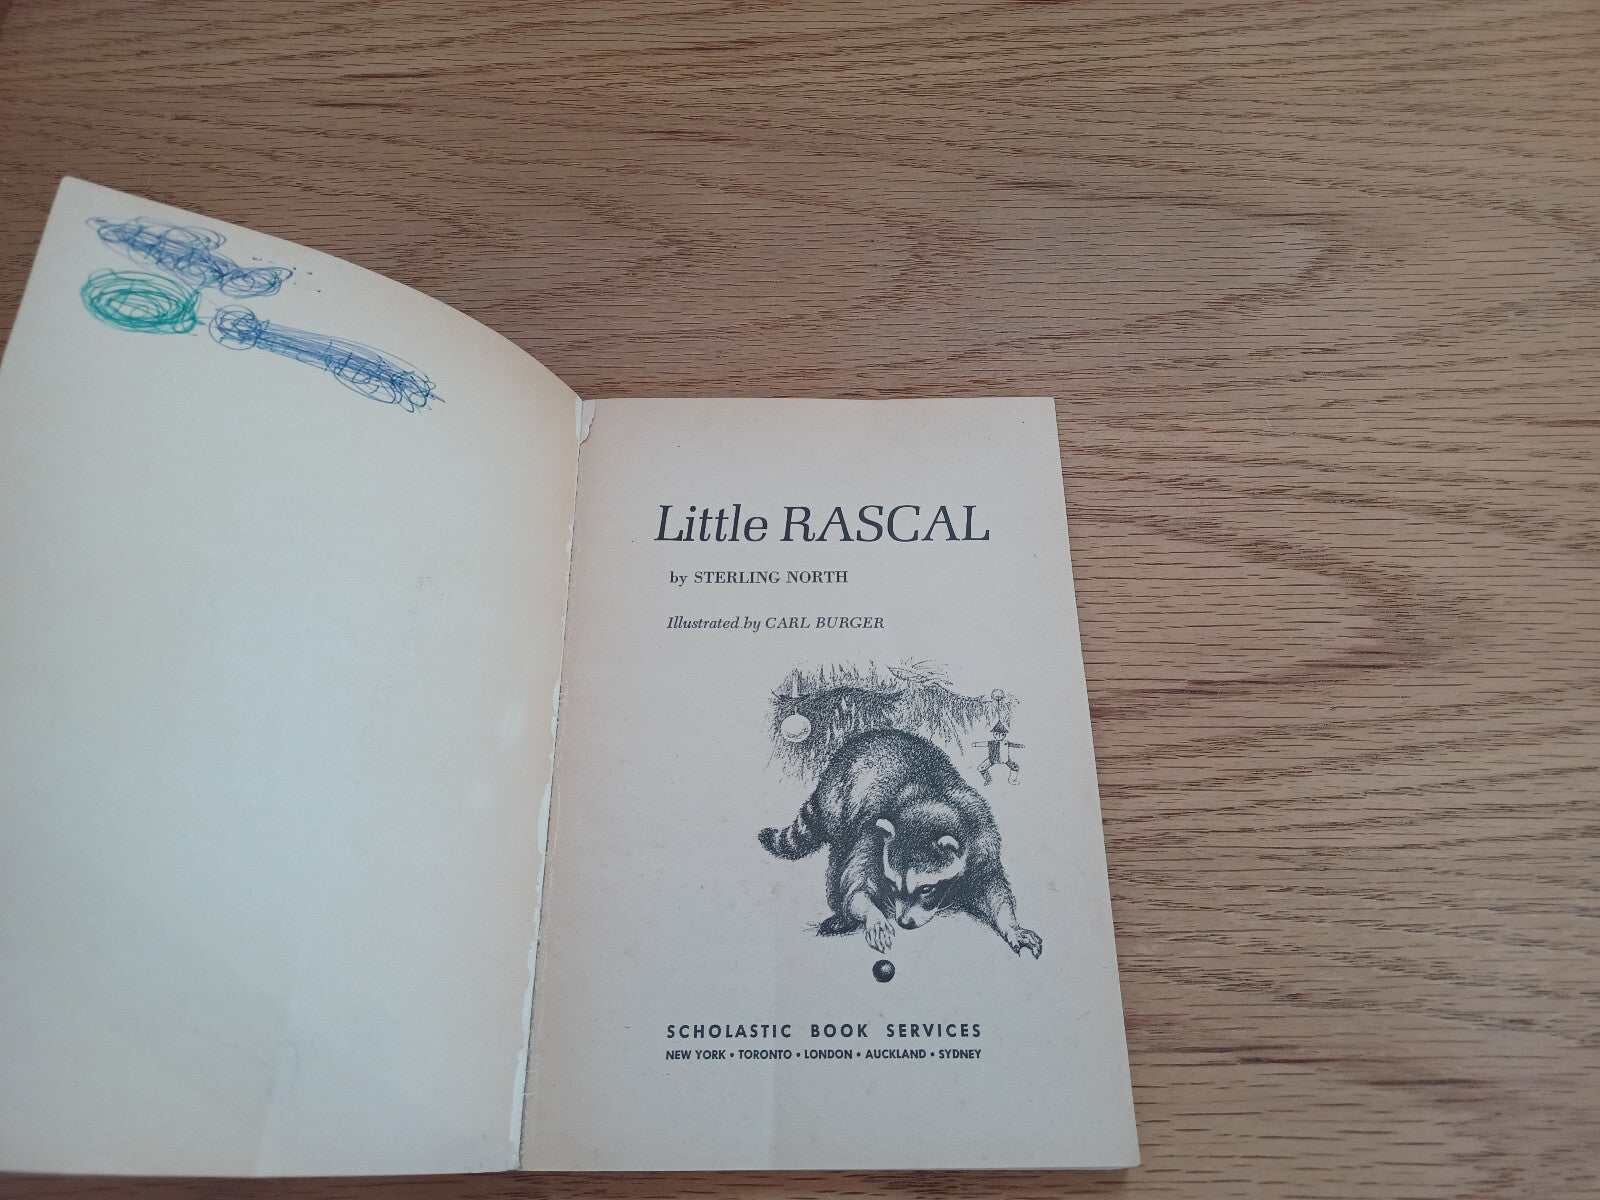 Little RASCAL
by STERLING NORTH
Illustrated by CARL BURGER
SCHOLASTIC BOOK SERVICES
NEW YORK • TORONTO • LONDON • AUCKLAND • SYDNEY